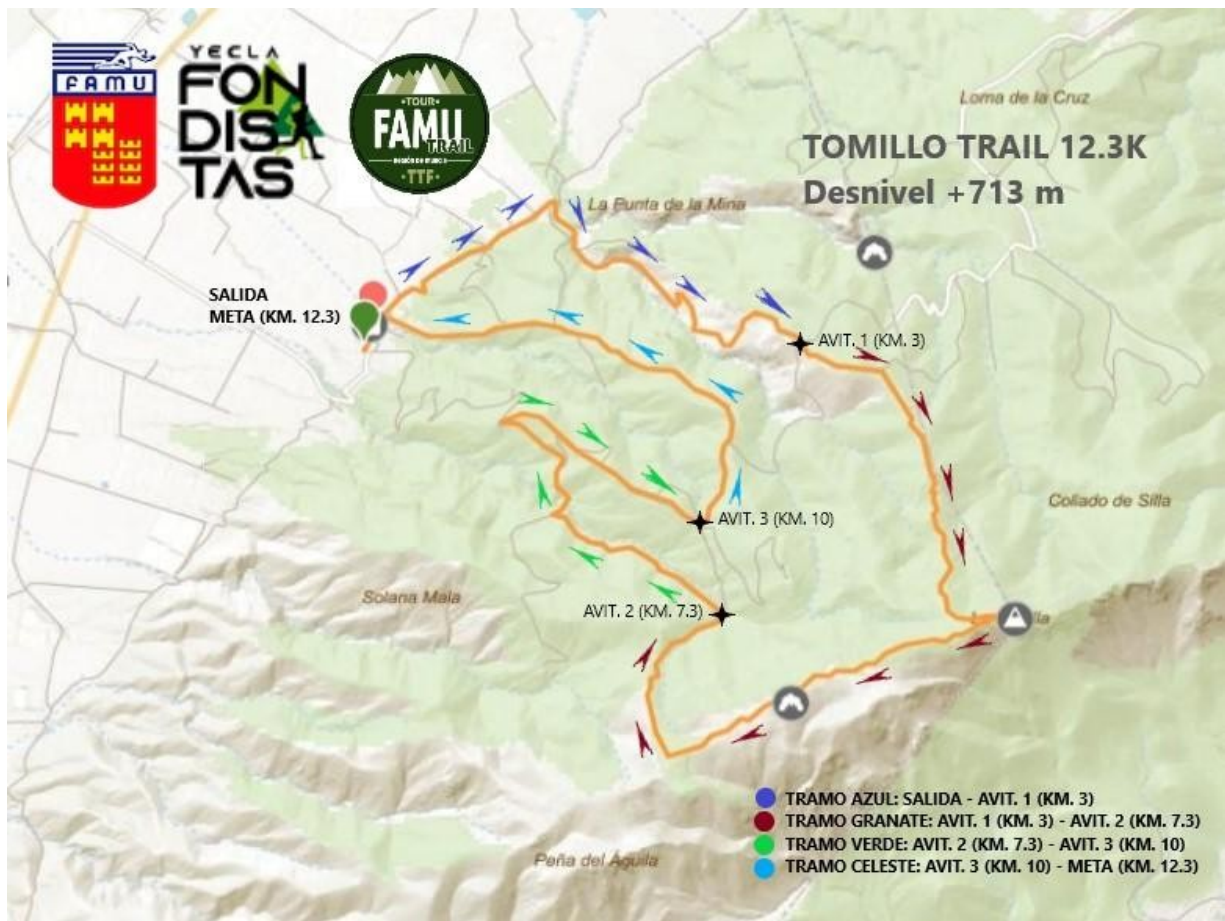 FAMU
YECLA
FON
DIS
TAS
•TOUR•
FAMU
TRAIL
REGIÓN DE MURCIA
•TTF•
Loma de la Cruz
TOMILLO TRAIL 12.3K
Desnivel +713 m
La Punta de la Mina
SALIDA
META (KM. 12.3)
AVIT. 1 (KM. 3)
Collado de Silla
AVIT. 3 (KM. 10)
Solana Mala
AVIT. 2 (KM. 7.3)
TRAMO AZUL: SALIDA - AVIT. 1 (KM. 3)
TRAMO GRANATE: AVIT. 1 (KM. 3) - AVIT. 2 (KM. 7.3)
TRAMO VERDE: AVIT. 2 (KM. 7.3) - AVIT. 3 (KM. 10)
TRAMO CELESTE: AVIT. 3 (KM. 10) - META (KM. 12.3)
Peña del Águila